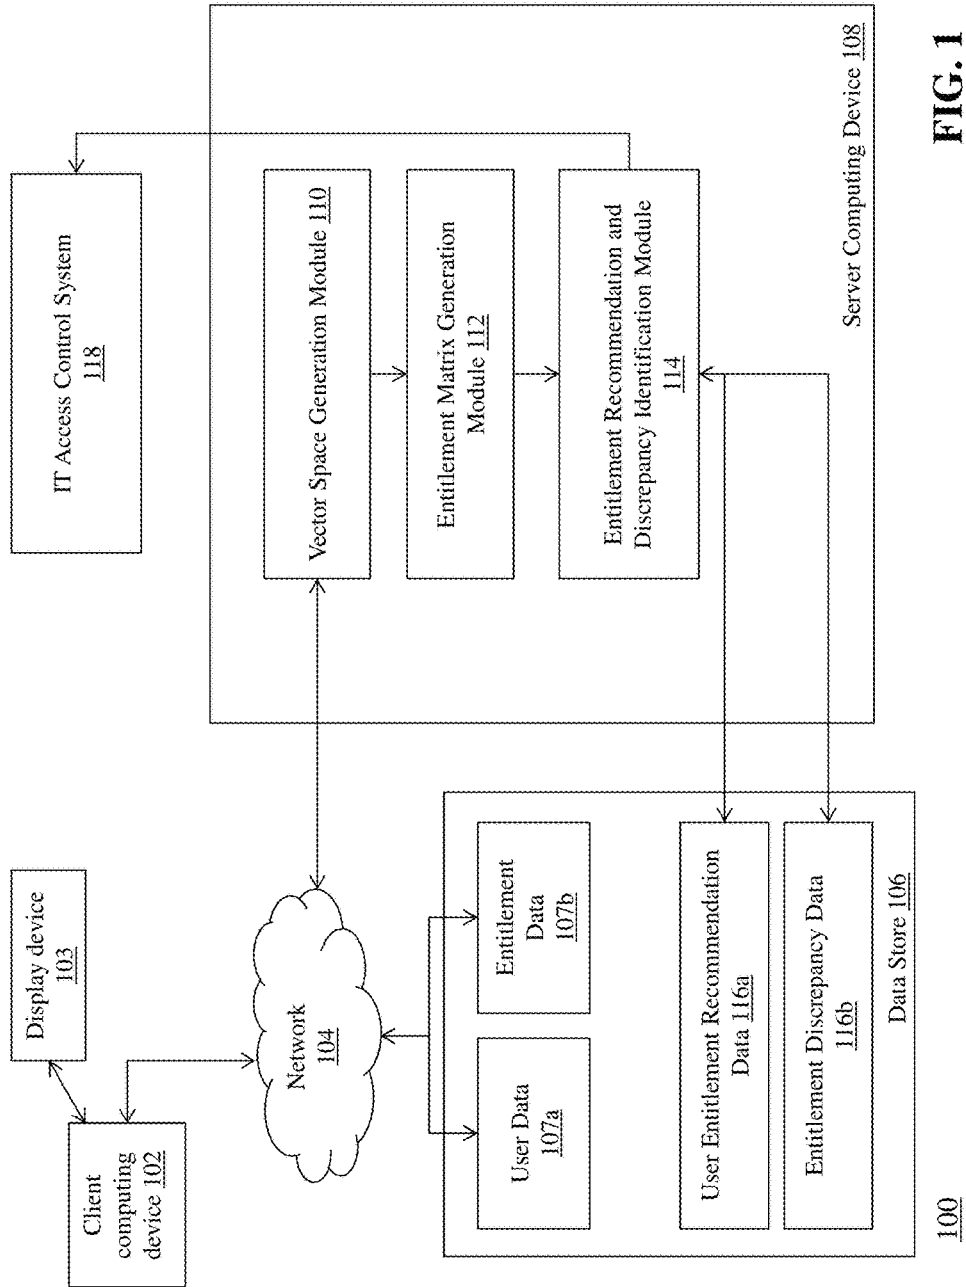 Client
computing
device 102
Display device
103
Network
104
IT Access Control System
118
Vector Space Generation Module 110
Entitlement Matrix Generation
Module 112
Entitlement Recommendation and
Discrepancy Identification Module
114
Server Computing Device 108
User Data
107a
Entitlement
Data
107b
User Entitlement Recommendation
Data 116a
Entitlement Discrepancy Data
116b
Data Store 106
100
FIG. 1